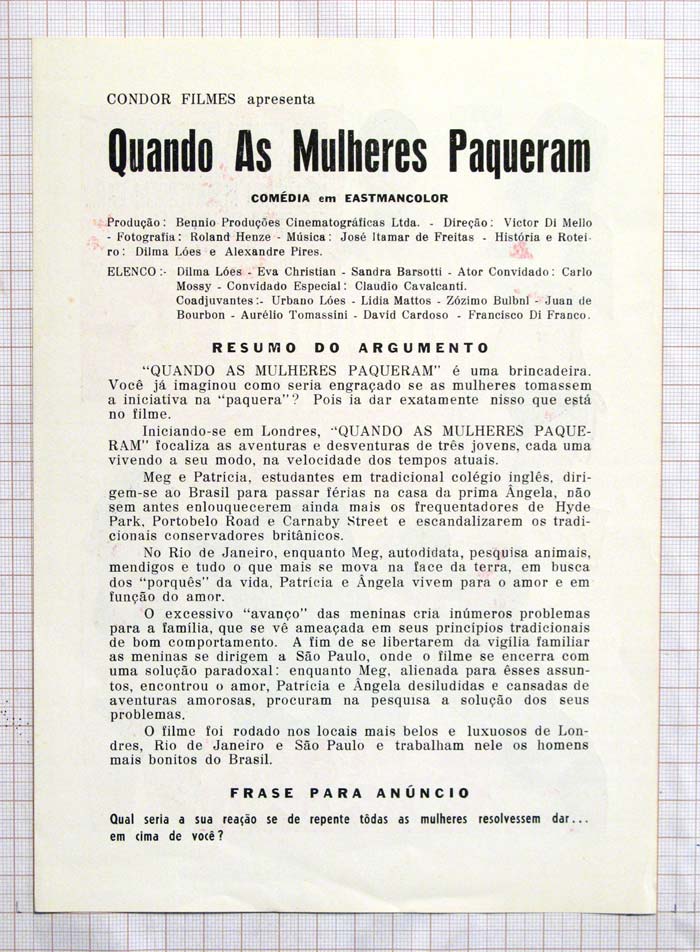 CONDOR FILMES apresenta
Quando As Mulheres Paqueram
COMÉDIA em EASTMANCOLOR
Produção: Bennio Produções Cinematográficas Ltda. - Direção: Victor Di Mello
- Fotografia: Roland Henze - Música: José Itamar de Freitas - História e Rotei-
ro: Dilma Lóes e Alexandre Pires.
ELENCO:- Dilma Lóes - Eva Christian - Sandra Barsotti - Ator Convidado: Carlo
Mossy - Convidado Especial: Claudio Cavalcanti.
Coadjuvantes:- Urbano Lóes - Lidia Mattos - Zózimo Bulbnl - Juan de
Bourbon - Aurélio Tomassini - David Cardoso - Francisco Di Franco.
RESUMO DO ARGUMENTO
"QUANDO AS MULHERES PAQUERAM" é uma brincadeira.
Você já imaginou como seria engraçado se as mulheres tomassem
a iniciativa na "paquera"? Pois ia dar exatamente nisso que está
no filme.
Iniciando-se em Londres, "QUANDO AS MULHERES PAQUE-
RAM" focaliza as aventuras e desventuras de três jovens, cada uma
vivendo a seu modo, na velocidade dos tempos atuais.
Meg e Patrícia, estudantes em tradicional colégio inglês, diri-
gem-se ao Brasil para passar férias na casa da prima Ângela, não
sem antes enlouquecerem ainda mais os frequentadores de Hyde
Park, Portobelo Road e Carnaby Street e escandalizarem os tradi-
cionais conservadores britânicos.
No Rio de Janeiro, enquanto Meg, autodidata, pesquisa animais,
mendigos e tudo o que mais se mova na face da terra, em busca
dos "porquês" da vida, Patrícia e Ângela vivem para o amor e em
função do amor.
O excessivo "avanço" das meninas cria inúmeros problemas
para a família, que se vê ameaçada em seus princípios tradicionais
de bom comportamento. A fim de se libertarem da vigília familiar
as meninas se dirigem a São Paulo, onde o filme se encerra com
uma solução paradoxal: enquanto Meg, alienada para êsses assun-
tos, encontrou o amor, Patrícia e Ângela desiludidas e cansadas de
aventuras amorosas, procuram na pesquisa a solução dos seus
problemas.
O filme foi rodado nos locais mais belos e luxuosos de Lon-
dres, Rio de Janeiro e São Paulo e trabalham nele os homens
mais bonitos do Brasil.
FRASE PARA ANÚNCIO
Qual seria a sua reação se de repente tôdas as mulheres resolvessem dar...
em cima de você?